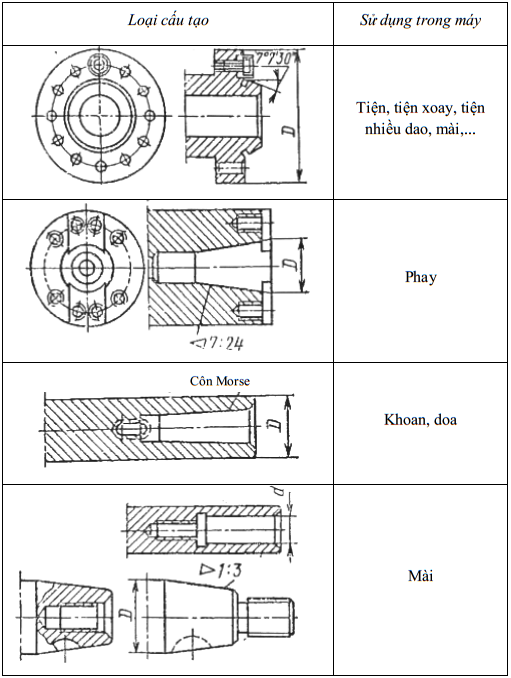 Loại cấu tạo
Sử dụng trong máy
7°7'30"
D
Tiện, tiện xoay, tiện
nhiều dao, mài,...
D
◁7:24
Phay
Côn Morse
D
Khoan, doa
d
▷1:3
D
Mài